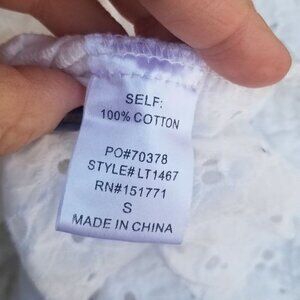 SELF:
100% COTTON
PO#70378
STYLE# LT1467
RN#151771
S
MADE IN CHINA